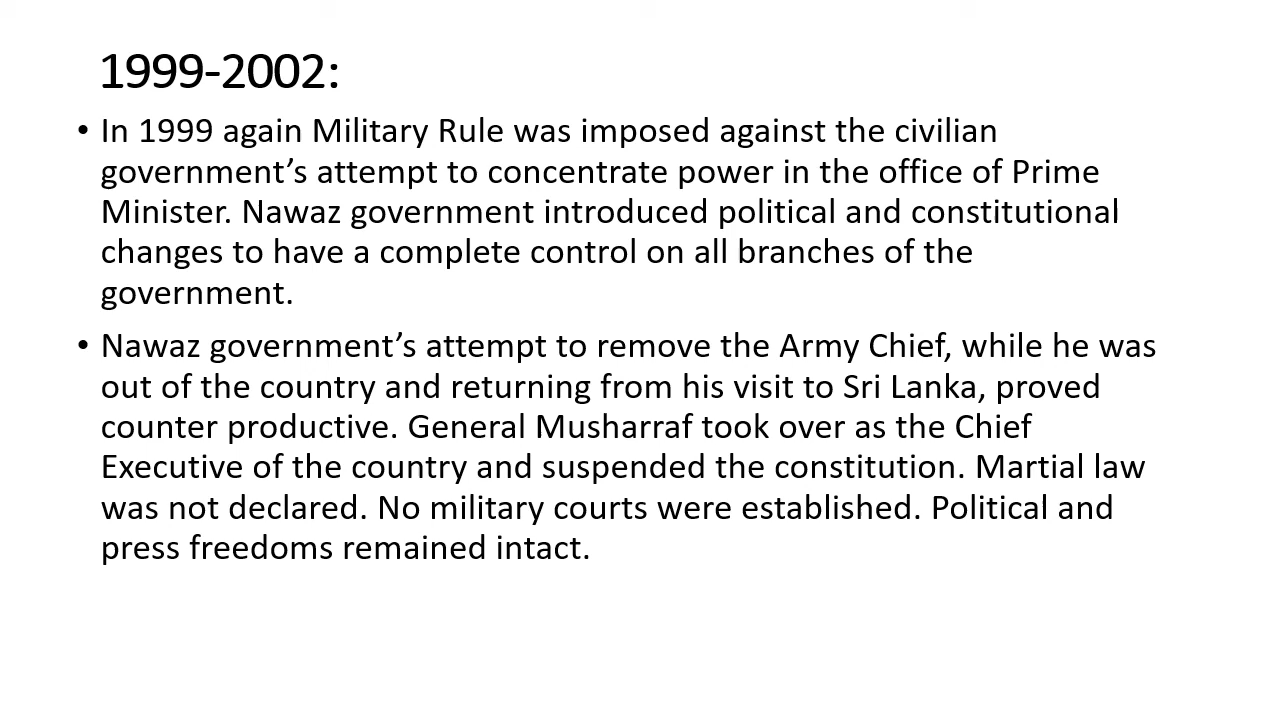 1999-2002:
• In 1999 again Military Rule was imposed against the civilian
government’s attempt to concentrate power in the office of Prime
Minister. Nawaz government introduced political and constitutional
changes to have a complete control on all branches of the
government.
• Nawaz government’s attempt to remove the Army Chief, while he was
out of the country and returning from his visit to Sri Lanka, proved
counter productive. General Musharraf took over as the Chief
Executive of the country and suspended the constitution. Martial law
was not declared. No military courts were established. Political and
press freedoms remained intact.